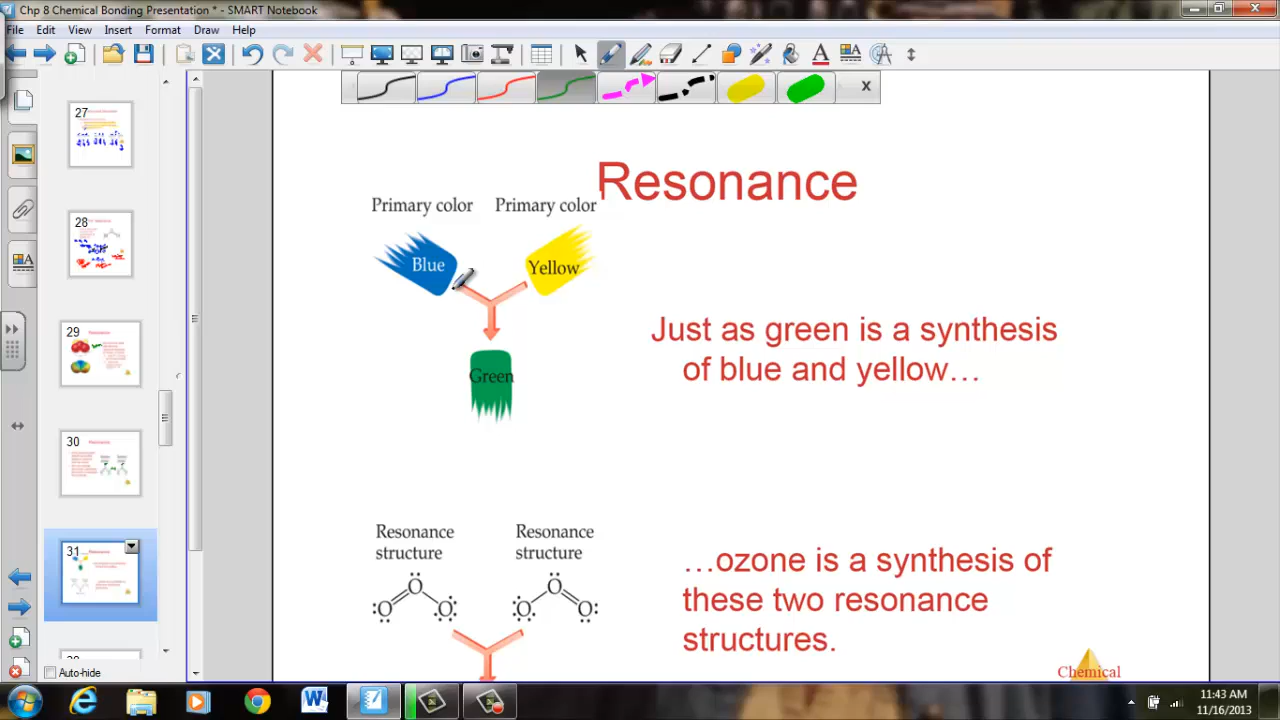 Chp 8 Chemical Bonding Presentation * - SMART Notebook
File Edit View Insert Format Draw Help
27
28
29
30
31
Auto-hide
Resonance
Primary color Primary color
Blue Yellow
Green
Just as green is a synthesis
of blue and yellow…
Resonance Resonance
structure structure
O O
O O O O
…ozone is a synthesis of
these two resonance
structures.
Chemical
11:43 AM
11/16/2013